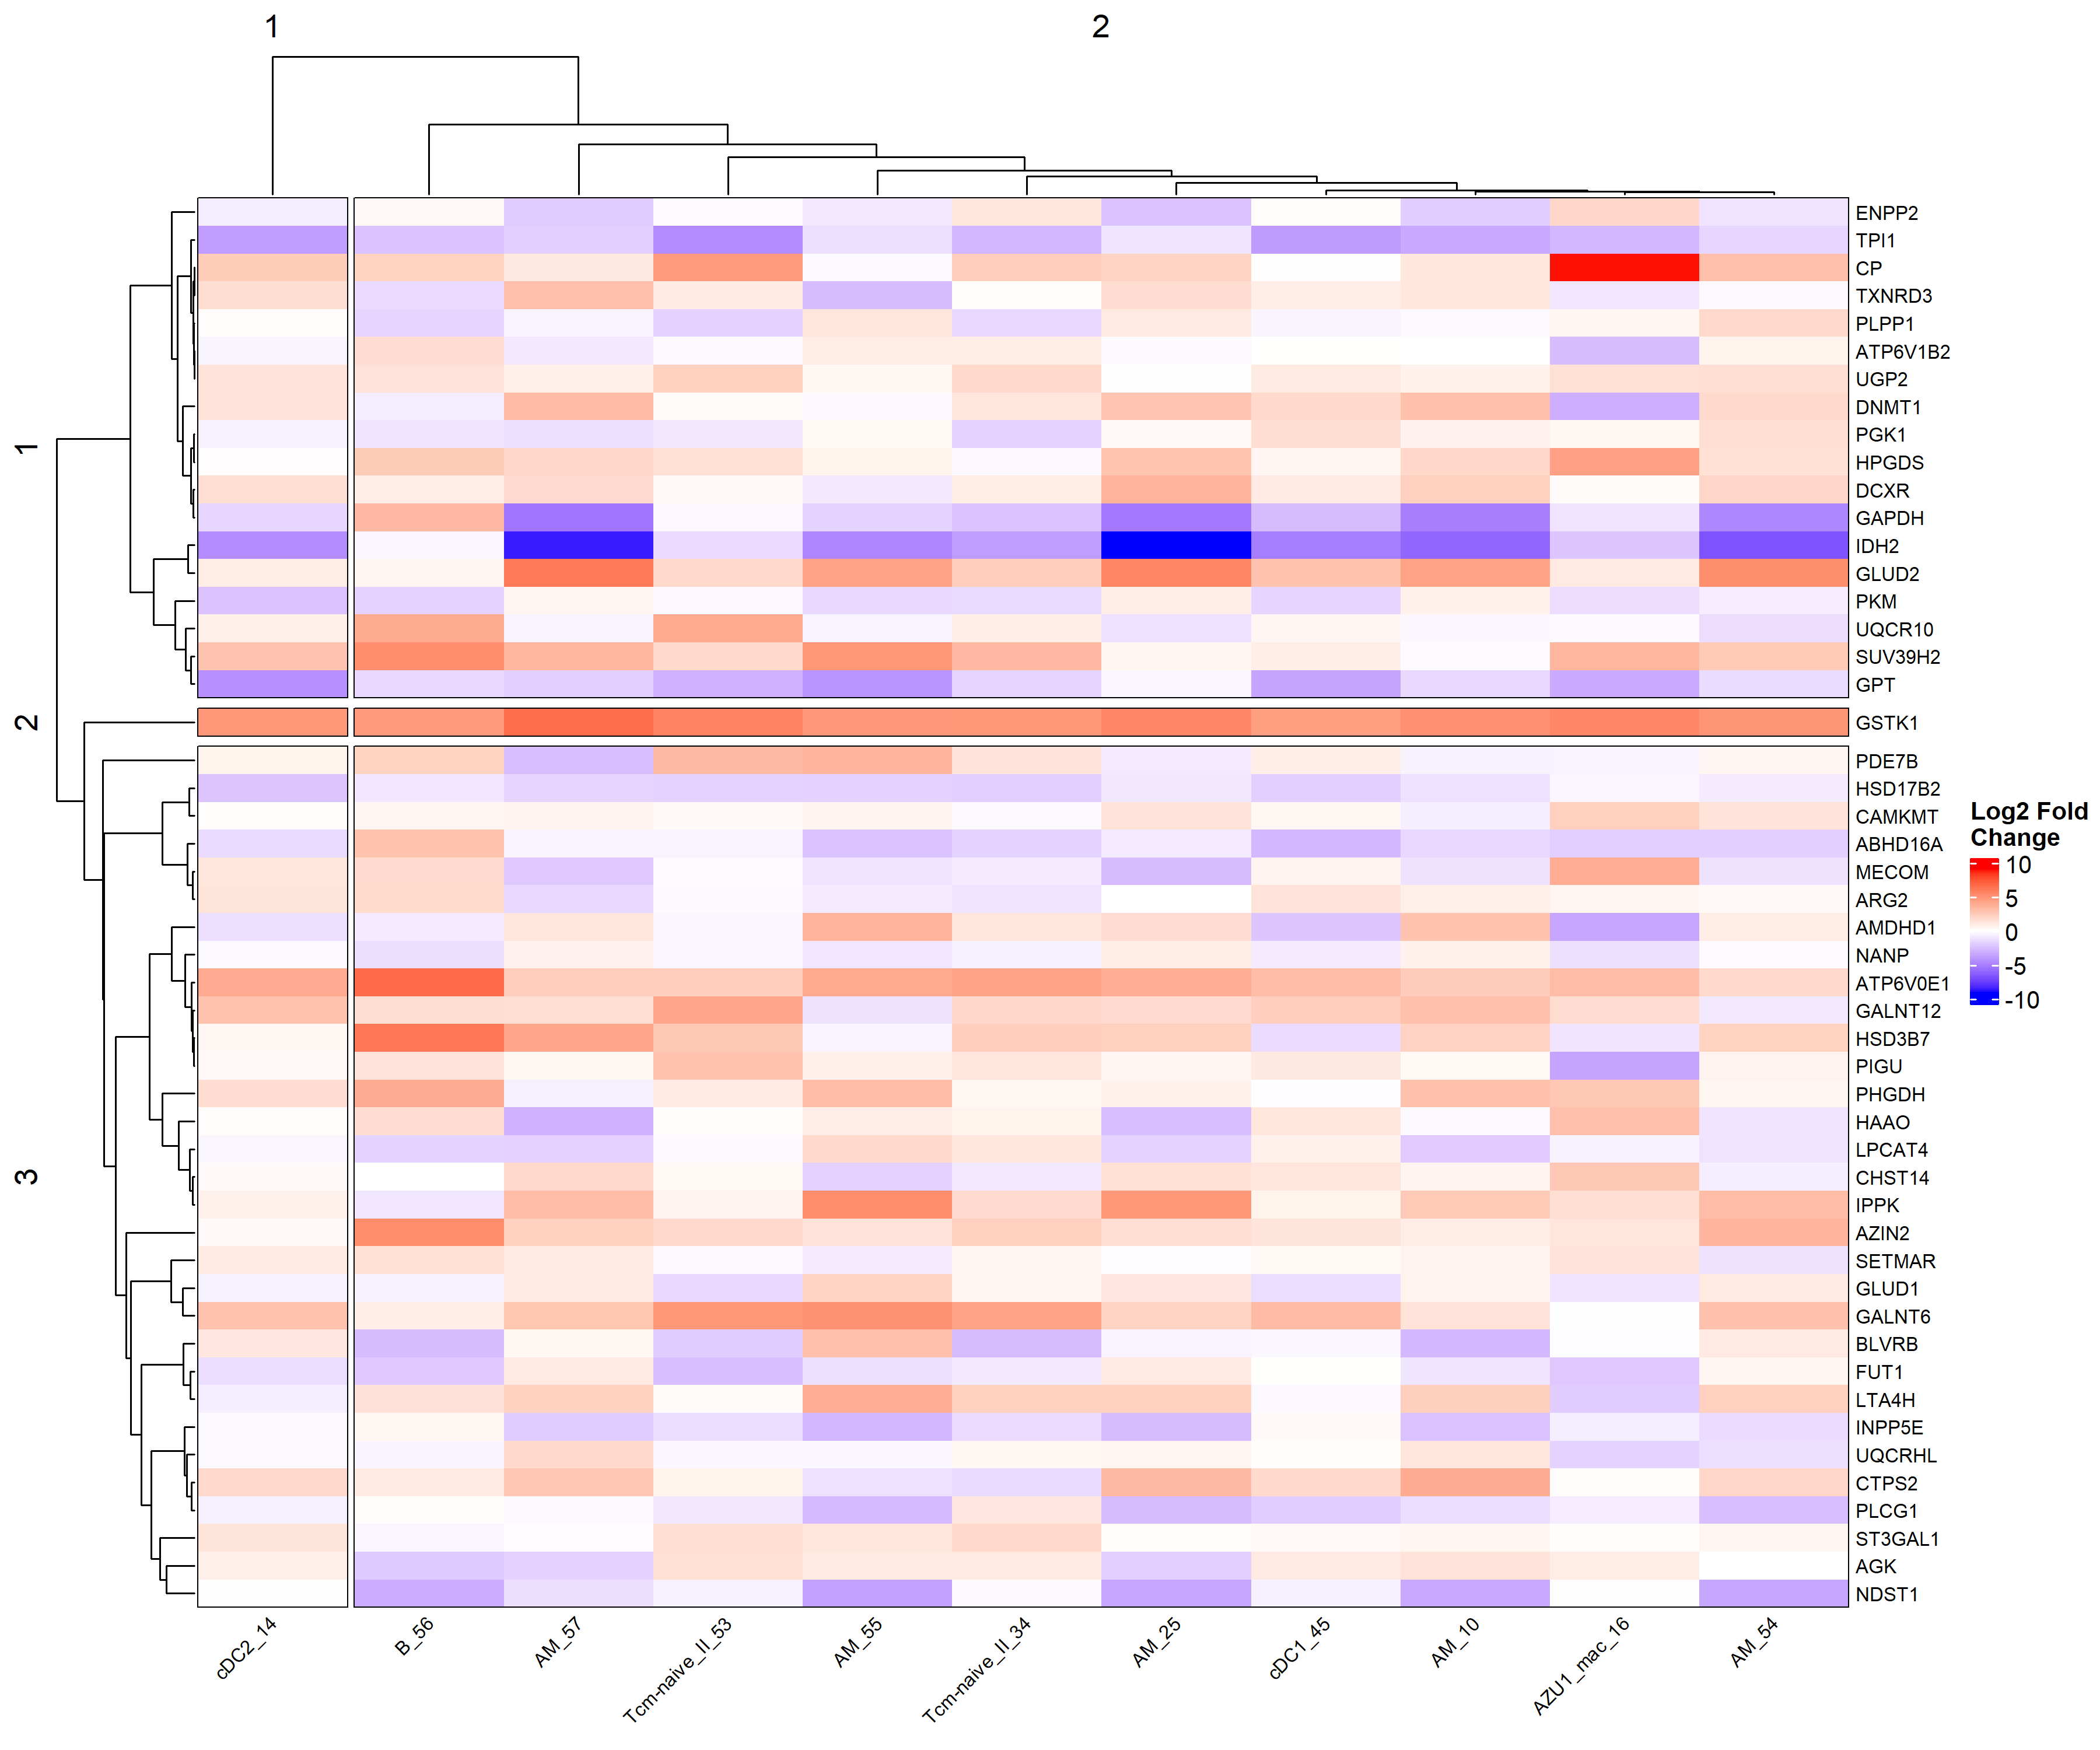 1
2
1
2
3
ENPP2
TPI1
CP
TXNRD3
PLPP1
ATP6V1B2
UGP2
DNMT1
PGK1
HPGDS
DCXR
GAPDH
IDH2
GLUD2
PKM
UQCR10
SUV39H2
GPT
GSTK1
PDE7B
HSD17B2
CAMKMT
ABHD16A
MECOM
ARG2
AMDHD1
NANP
ATP6V0E1
GALNT12
HSD3B7
PIGU
PHGDH
HAAO
LPCAT4
CHST14
IPPK
AZIN2
SETMAR
GLUD1
GALNT6
BLVRB
FUT1
LTA4H
INPP5E
UQCRHL
CTPS2
PLCG1
ST3GAL1
AGK
NDST1
Log2 Fold
Change
10
5
0
-5
-10
cDC2_14
B_56
AM_57
Tcm-naive_II_53
AM_55
Tcm-naive_II_34
AM_25
cDC1_45
AM_10
AZU1_mac_16
AM_54